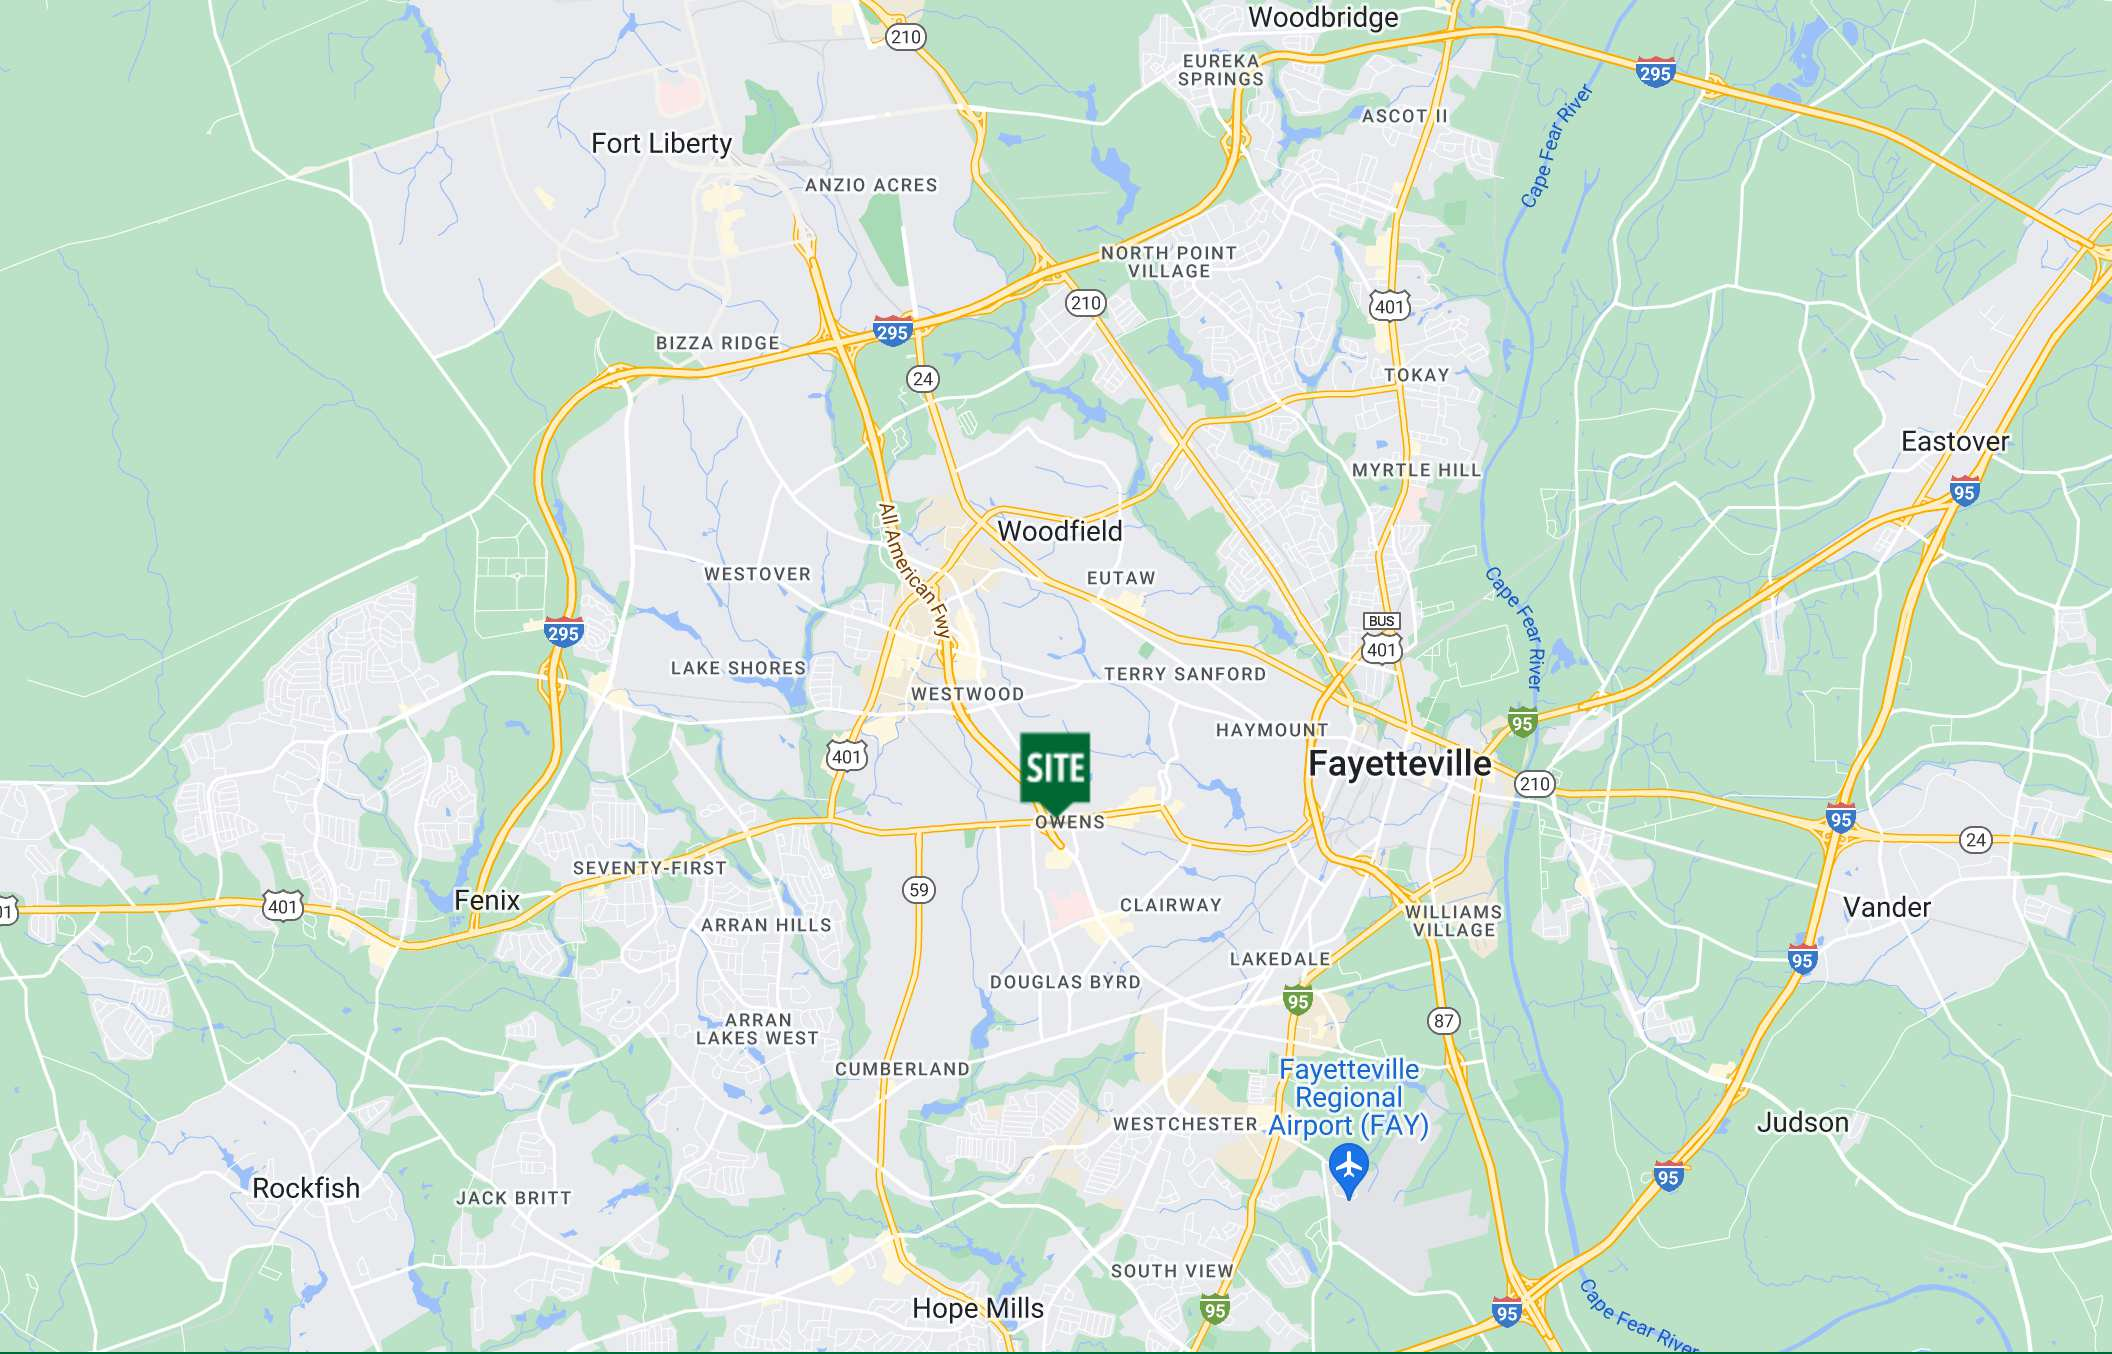 Woodbridge
210
EUREKA
SPRINGS
295
ASCOT II
Cape Fear River
Fort Liberty
ANZIO ACRES
NORTH POINT
VILLAGE
210
401
295
BIZZA RIDGE
24
TOKAY
Eastover
MYRTLE HILL
95
All American Fwy
Woodfield
WESTOVER
EUTAW
Cape Fear River
BUS
401
295
LAKE SHORES
TERRY SANFORD
WESTWOOD
95
HAYMOUNT
401
SITE
Fayetteville
210
OWENS
95
24
SEVENTY-FIRST
59
Fenix
401
01
CLAIRWAY
Vander
WILLIAMS
VILLAGE
ARRAN HILLS
LAKEDALE
95
DOUGLAS BYRD
95
ARRAN
LAKES WEST
87
CUMBERLAND
Fayetteville
Regional
Airport (FAY)
WESTCHESTER
Judson
95
Rockfish
JACK BRITT
SOUTH VIEW
Hope Mills
95
95
Cape Fear River